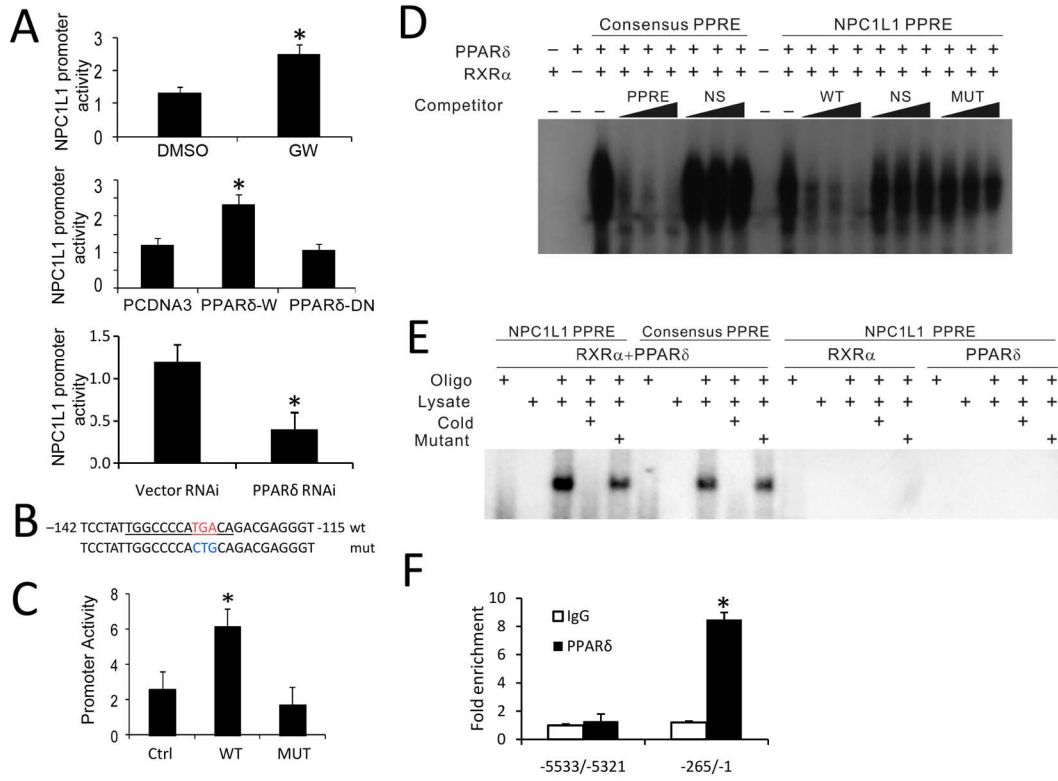 A
NPC1L1 promoter
activity
3
2
1
0
*
DMSO GW
NPC1L1 promoter
activity
3
2
1
0
*
PCDNA3 PPARδ-W PPARδ-DN
NPC1L1 promoter
activity
1.5
1.0
0.5
0.0
*
Vector RNAi PPARδ RNAi
B
–142 TCCTATTGGCCCCATGACAGACGAGGGT -115 wt
TCCTATTGGCCCCACTGCAGACGAGGGT mut
C
Promoter Activity
8
6
4
2
0
*
Ctrl WT MUT
D
Consensus PPRE NPC1L1 PPRE
PPARδ – + + + + + + + + – + + + + + + + + + +
RXRα + – + + + + + + + – + + + + + + + + + +
Competitor – – – PPRE NS – – WT NS MUT
E
NPC1L1 PPRE Consensus PPRE NPC1L1 PPRE
RXRα+PPARδ RXRα PPARδ
Oligo + + + + + + + + + + + + + + + +
Lysate + + + + + + + + + + + + + + + +
Cold + + + +
Mutant + + + +
F
Fold enrichment
10
8
6
4
2
0
IgG
PPARδ
*
-5533/-5321 -265/-1